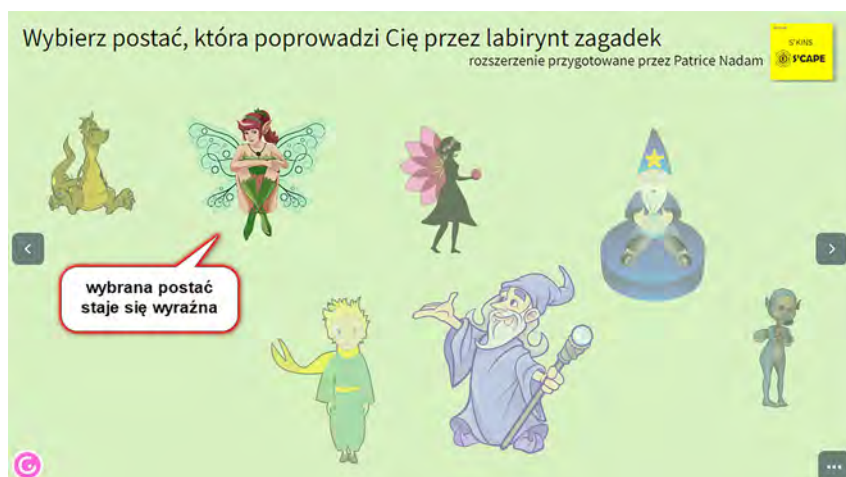 Wybierz postać, która poprowadzi Cię przez labirynt zagadek
rozszerzenie przygotowane przez Patrice Nadam
S'KINS
S'CAPE
wybrana postać
staje się wyraźna